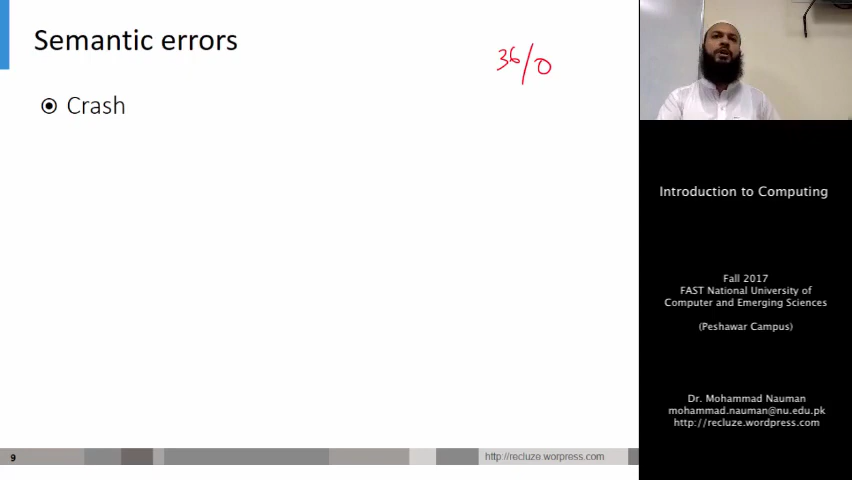 Semantic errors
36/0
Crash
Introduction to Computing
Fall 2017
FAST National University of
Computer and Emerging Sciences
(Peshawar Campus)
Dr. Mohammad Nauman
mohammad.nauman@nu.edu.pk
http://recluze.wordpress.com
9
http://recluze.worpress.com